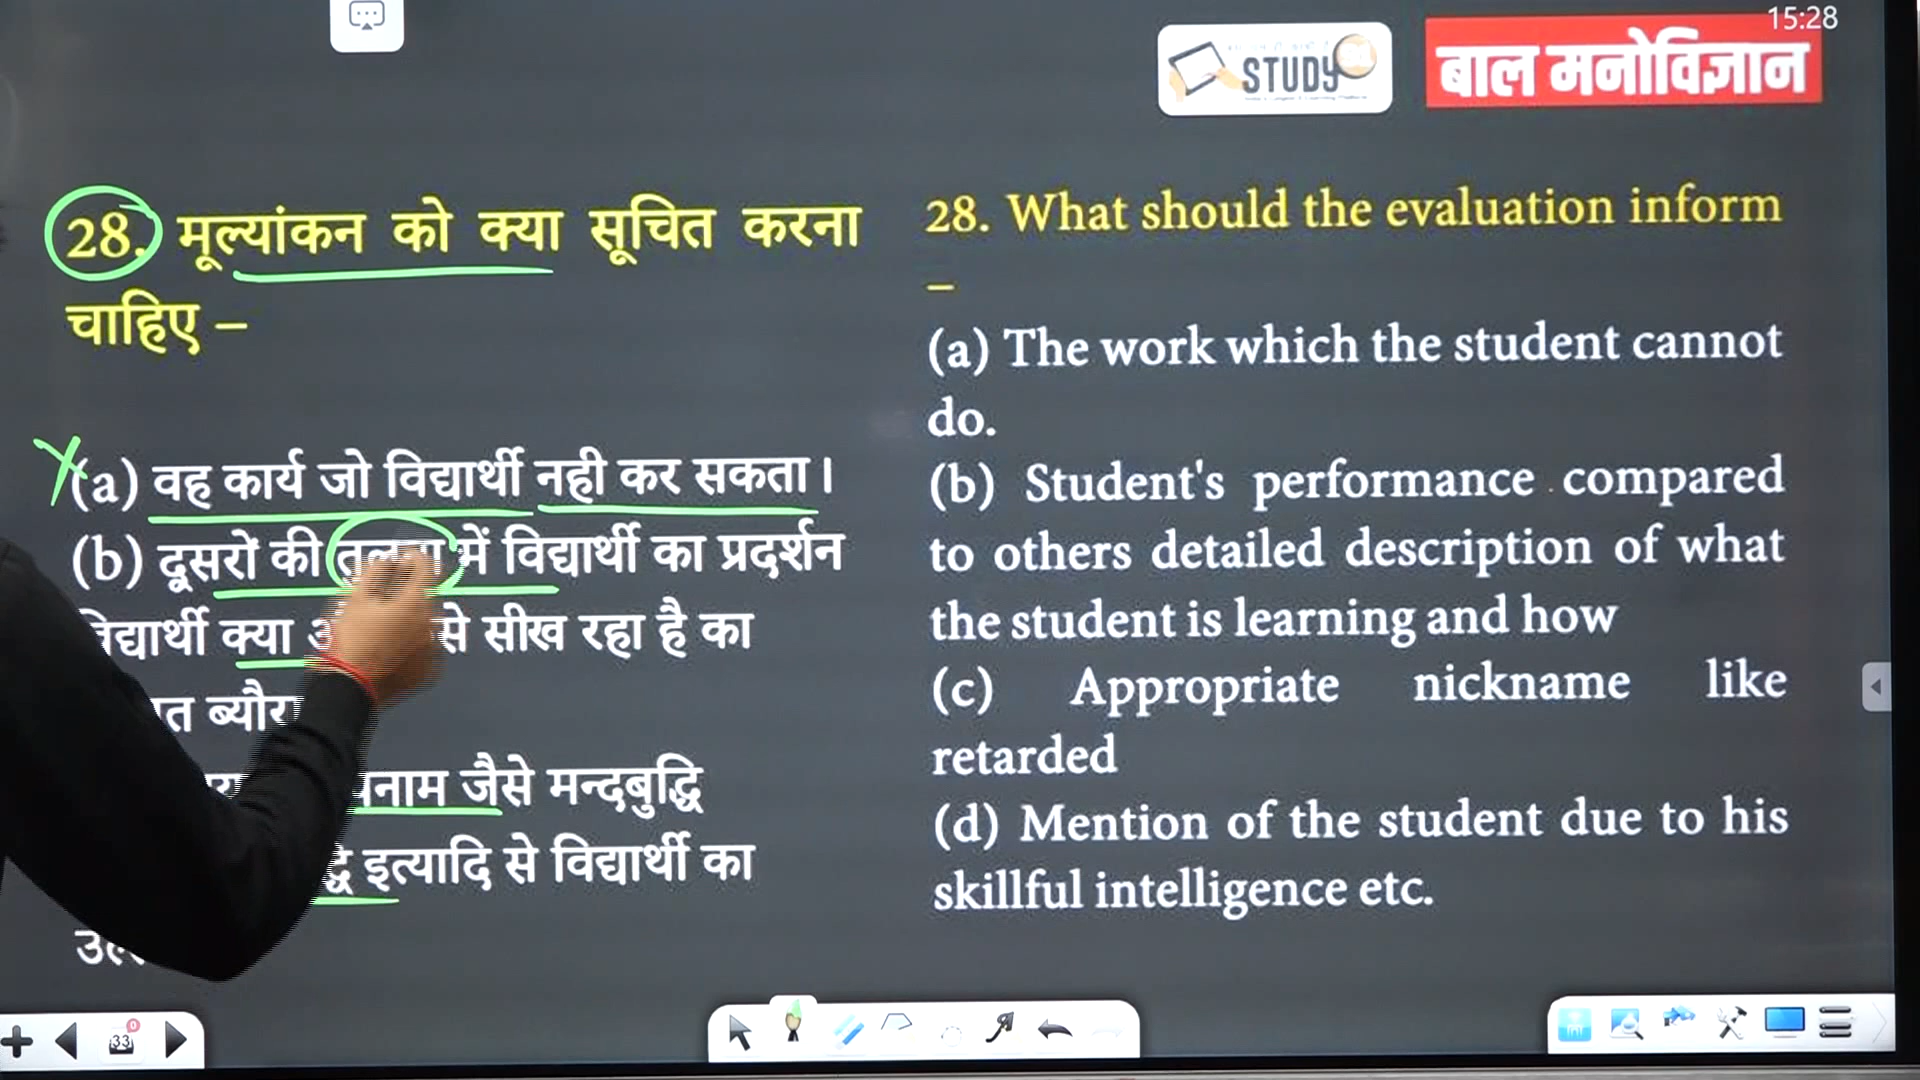 15:28
STUDY
बाल मनोविज्ञान
28. मूल्यांकन को क्या सूचित करना
चाहिए –
(a) वह कार्य जो विद्यार्थी नही कर सकता।
(b) दूसरों की में विद्यार्थी का प्रदर्शन
क्या से सीख रहा है का
जैसे मन्दबुद्धि
इत्यादि से विद्यार्थी का
28. What should the evaluation inform
–
(a) The work which the student cannot
do.
(b) Student's performance compared
to others detailed description of what
the student is learning and how
(c) Appropriate nickname like
retarded
(d) Mention of the student due to his
skillful intelligence etc.
33
0